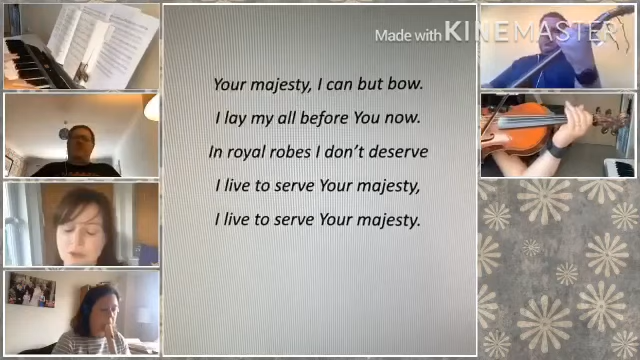 Made with KINEMASTER
Your majesty, I can but bow.
I lay my all before You now.
In royal robes I don't deserve
I live to serve Your majesty,
I live to serve Your majesty.